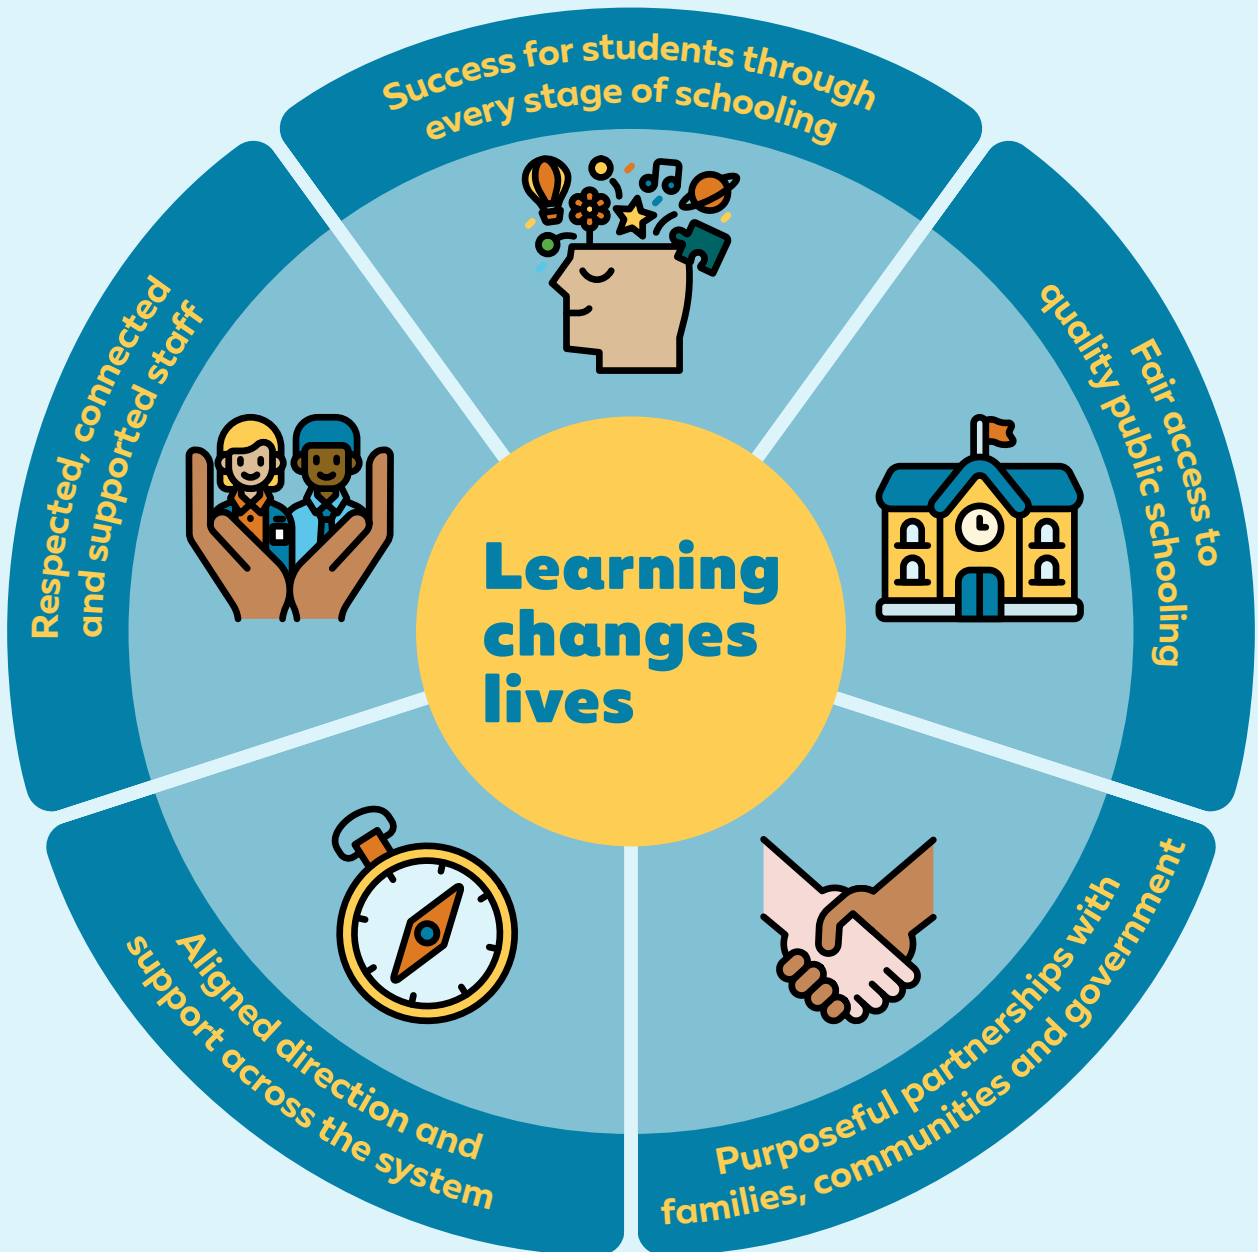 Success for students through
every stage of schooling
Fair access to
quality public schooling
Purposeful partnerships with
families, communities and government
Aligned direction and
support across the system
Respected, connected
and supported staff
Learning
changes
lives